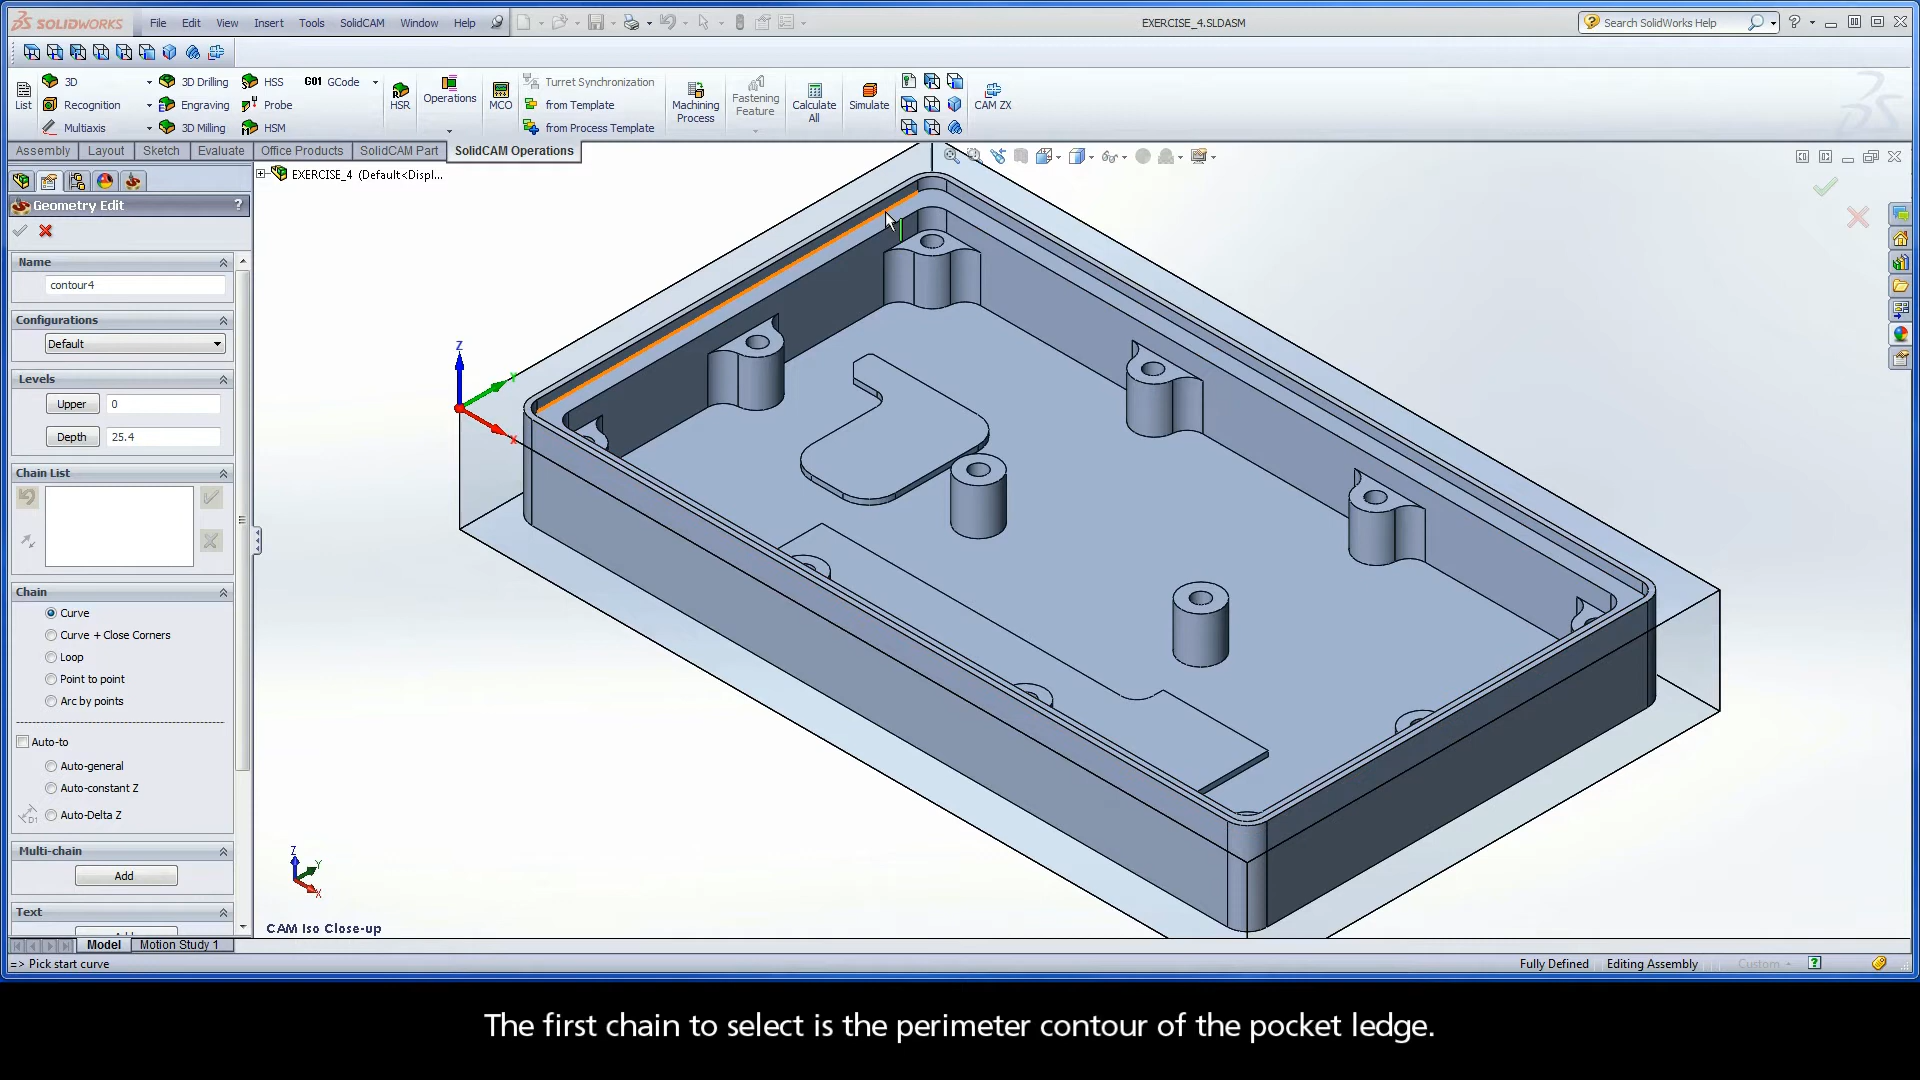 SOLIDWORKS
File Edit View Insert Tools SolidCAM Window Help
EXERCISE_4.SLDASM
Search SolidWorks Help
3D
Recognition
Multiaxis
List
3D Drilling
Engraving
3D Milling
HSS
Probe
HSM
G01 GCode
HSR
Operations
MCO
Turret Synchronization
from Template
from Process Template
Machining Process
Fastening Feature
Calculate All
Simulate
CAM ZX
Assembly Layout Sketch Evaluate Office Products SolidCAM Part SolidCAM Operations
EXERCISE_4 (Default<Displ...
Geometry Edit ?
Name
contour4
Configurations
Default
Levels
Upper 0
Depth 25.4
Chain List
Chain
Curve
Curve + Close Corners
Loop
Point to point
Arc by points
Auto-to
Auto-general
Auto-constant Z
Auto-Delta Z
Multi-chain
Add
Text
Z
Y
X
Z
Y
X
CAM Iso Close-up
Model Motion Study 1
=> Pick start curve
Fully Defined Editing Assembly Custom
The first chain to select is the perimeter contour of the pocket ledge.